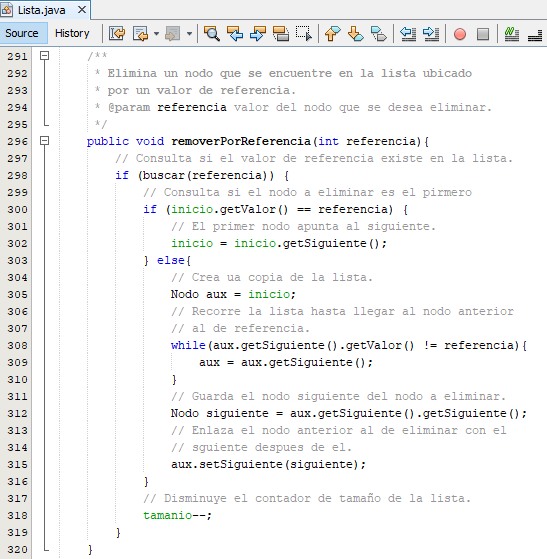 Lista.java
Source History
291 /**
292 * Elimina un nodo que se encuentre en la lista ubicado
293 * por un valor de referencia.
294 * @param referencia valor del nodo que se desea eliminar.
295 */
296 public void removerPorReferencia(int referencia){
297 // Consulta si el valor de referencia existe en la lista.
298 if (buscar(referencia)) {
299 // Consulta si el nodo a eliminar es el pirmero
300 if (inicio.getValor() == referencia) {
301 // El primer nodo apunta al siguiente.
302 inicio = inicio.getSiguiente();
303 } else{
304 // Crea ua copia de la lista.
305 Nodo aux = inicio;
306 // Recorre la lista hasta llegar al nodo anterior
307 // al de referencia.
308 while(aux.getSiguiente().getValor() != referencia){
309 aux = aux.getSiguiente();
310 }
311 // Guarda el nodo siguiente del nodo a eliminar.
312 Nodo siguiente = aux.getSiguiente().getSiguiente();
313 // Enlaza el nodo anterior al de eliminar con el
314 // sguiente despues de el.
315 aux.setSiguiente(siguiente);
316 }
317 // Disminuye el contador de tamaño de la lista.
318 tamanio--;
319 }
320 }